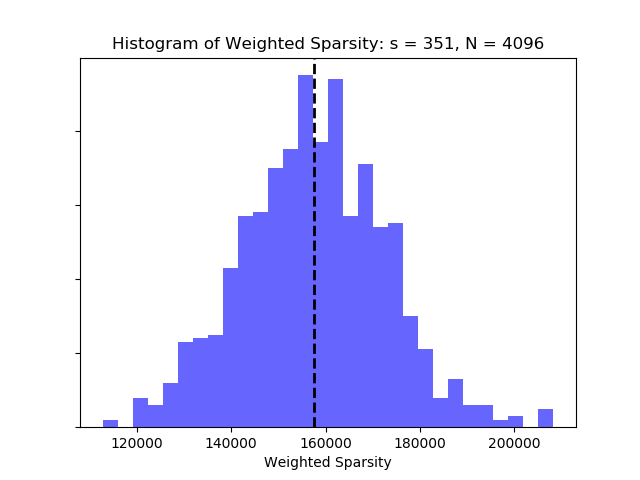 Histogram of Weighted Sparsity: s = 351, N = 4096
120000 140000 160000 180000 200000
Weighted Sparsity